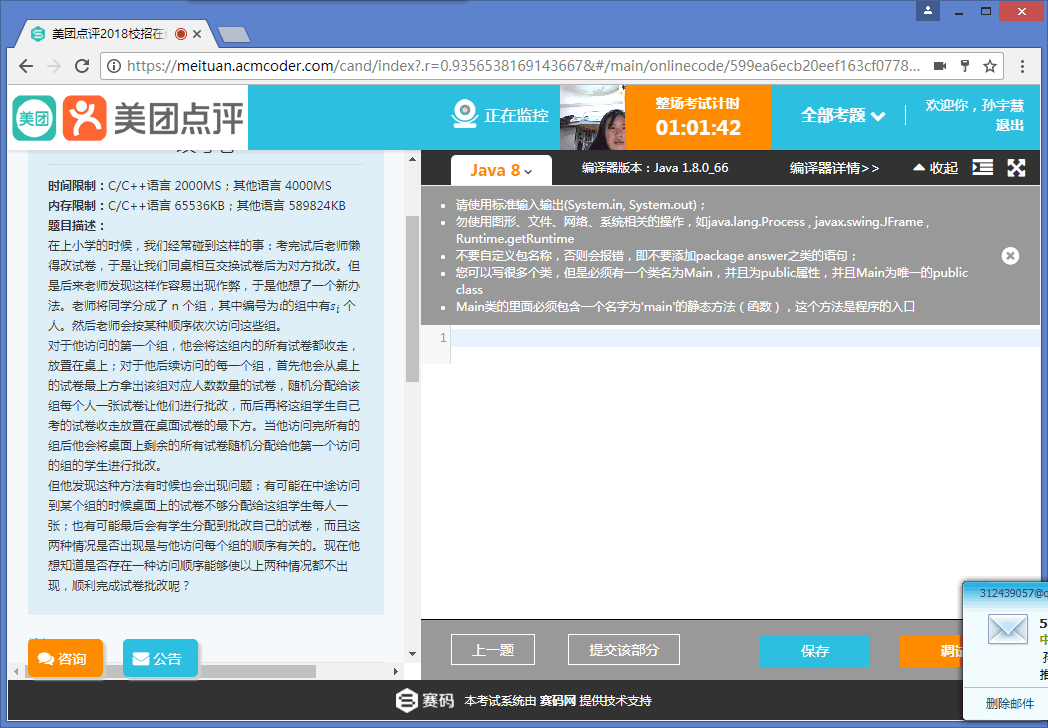 美团点评2018校招在
https://meituan.acmcoder.com/cand/index?.r=0.9356538169143667&#/main/onlinecode/599ea6ecb20eef163cf0778...
美团 美团点评
正在监控
整场考试计时
01:01:42
全部考题
欢迎你，孙宇慧
退出
时间限制：C/C++语言 2000MS；其他语言 4000MS
内存限制：C/C++语言 65536KB；其他语言 589824KB
题目描述：
在上小学的时候，我们经常碰到这样的事：考完试后老师懒
得改试卷，于是让我们同桌相互交换试卷后为对方批改。但
是后来老师发现这样作容易出现作弊，于是他想了一个新办
法。老师将同学分成了 n 个组，其中编号为i的组中有sᵢ 个
人。然后老师会按某种顺序依次访问这些组。
对于他访问的第一个组，他会将这组内的所有试卷都收走，
放置在桌上；对于他后续访问的每一个组，首先他会从桌上
的试卷最上方拿出该组对应人数数量的试卷，随机分配给该
组每个人一张试卷让他们进行批改，而后再将这组学生自己
考的试卷收走放置在桌面试卷的最下方。当他访问完所有的
组后他会将桌面上剩余的所有试卷随机分配给他第一个访问
的组的学生进行批改。
但他发现这种方法有时候也会出现问题：有可能在中途访问
到某个组的时候桌面上的试卷不够分配给这组学生每人一
张；也有可能最后会有学生分配到批改自己的试卷，而且这
两种情况是否出现是与他访问每个组的顺序有关的。现在他
想知道是否存在一种访问顺序能够使以上两种情况都不出
现，顺利完成试卷批改呢？
咨询
公告
Java 8
编译器版本：Java 1.8.0_66
编译器详情>>
收起
请使用标准输入输出(System.in, System.out)；
勿使用图形、文件、网络、系统相关的操作，如java.lang.Process , javax.swing.JFrame ,
Runtime.getRuntime
不要自定义包名称，否则会报错，即不要添加package answer之类的语句；
您可以写很多个类，但是必须有一个类名为Main，并且为public属性，并且Main为唯一的public
class
Main类的里面必须包含一个名字为'main'的静态方法（函数），这个方法是程序的入口
1
上一题
提交该部分
保存
调试
312439057@
删除邮件
赛码 本考试系统由 赛码网 提供技术支持